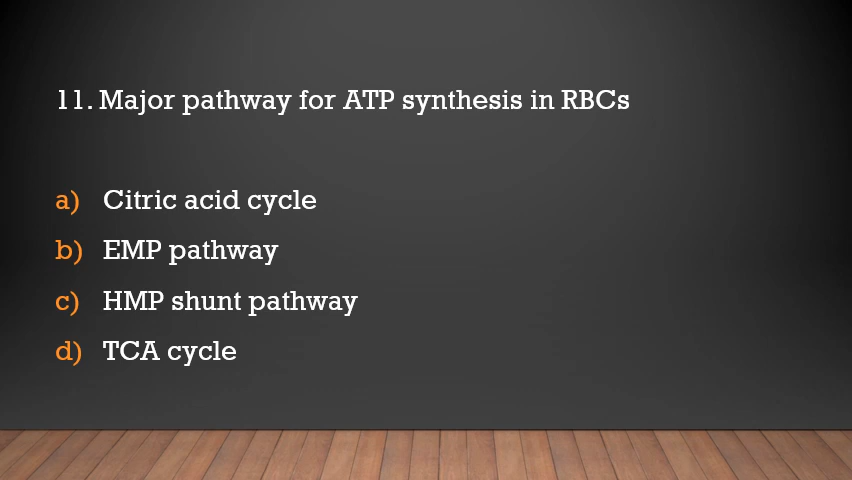 11. Major pathway for ATP synthesis in RBCs
a) Citric acid cycle
b) EMP pathway
c) HMP shunt pathway
d) TCA cycle